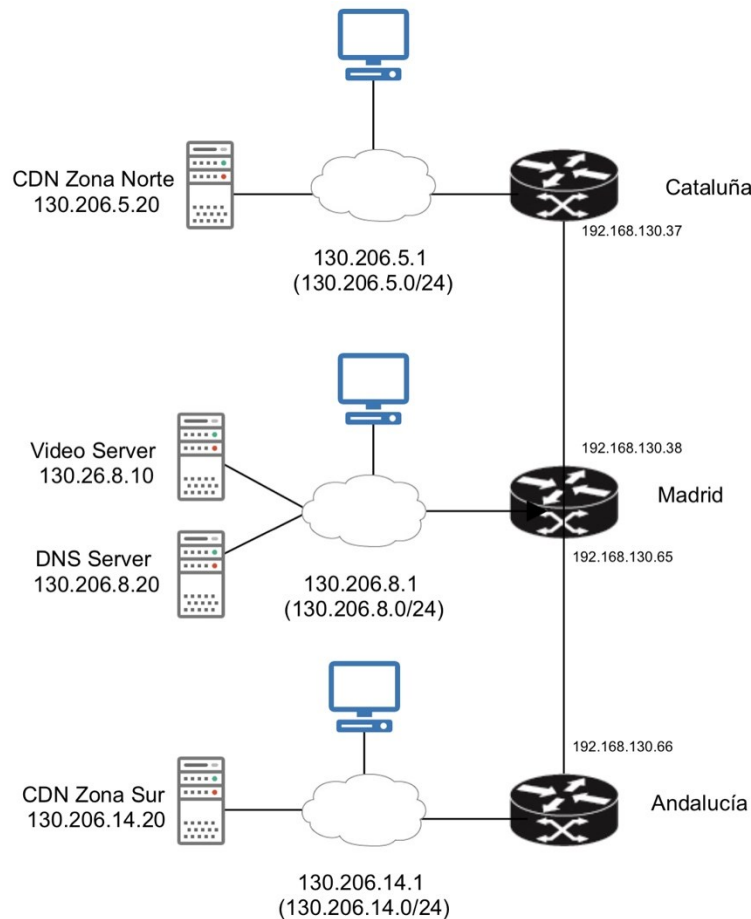 CDN Zona Norte
130.206.5.20
Cataluña
192.168.130.37
130.206.5.1
(130.206.5.0/24)
192.168.130.38
Video Server
130.26.8.10
Madrid
DNS Server
130.206.8.20
192.168.130.65
130.206.8.1
(130.206.8.0/24)
192.168.130.66
CDN Zona Sur
130.206.14.20
Andalucía
130.206.14.1
(130.206.14.0/24)